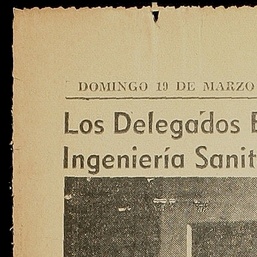 DOMINGO 19 DE MARZO
Los Delegados
Ingeniería Sanit